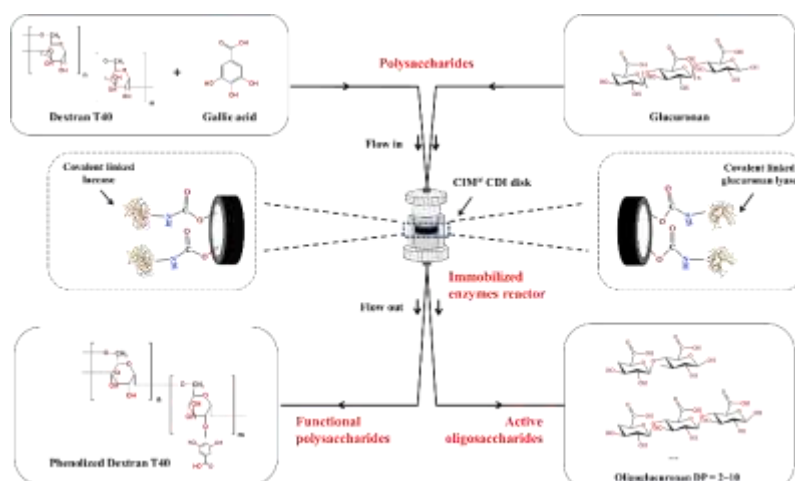 Polysaccharides
+
Dextran T40
Gallic acid
Glucuronan
Flow in
Covalent linked
laccase
CIM® CDI disk
Covalent linked
glucuronan lyase
Immobilized
enzymes reactor
Flow out
Functional
polysaccharides
Active
oligosaccharides
Phenolized Dextran T40
...
Oligoglucuronan DP = 2~10